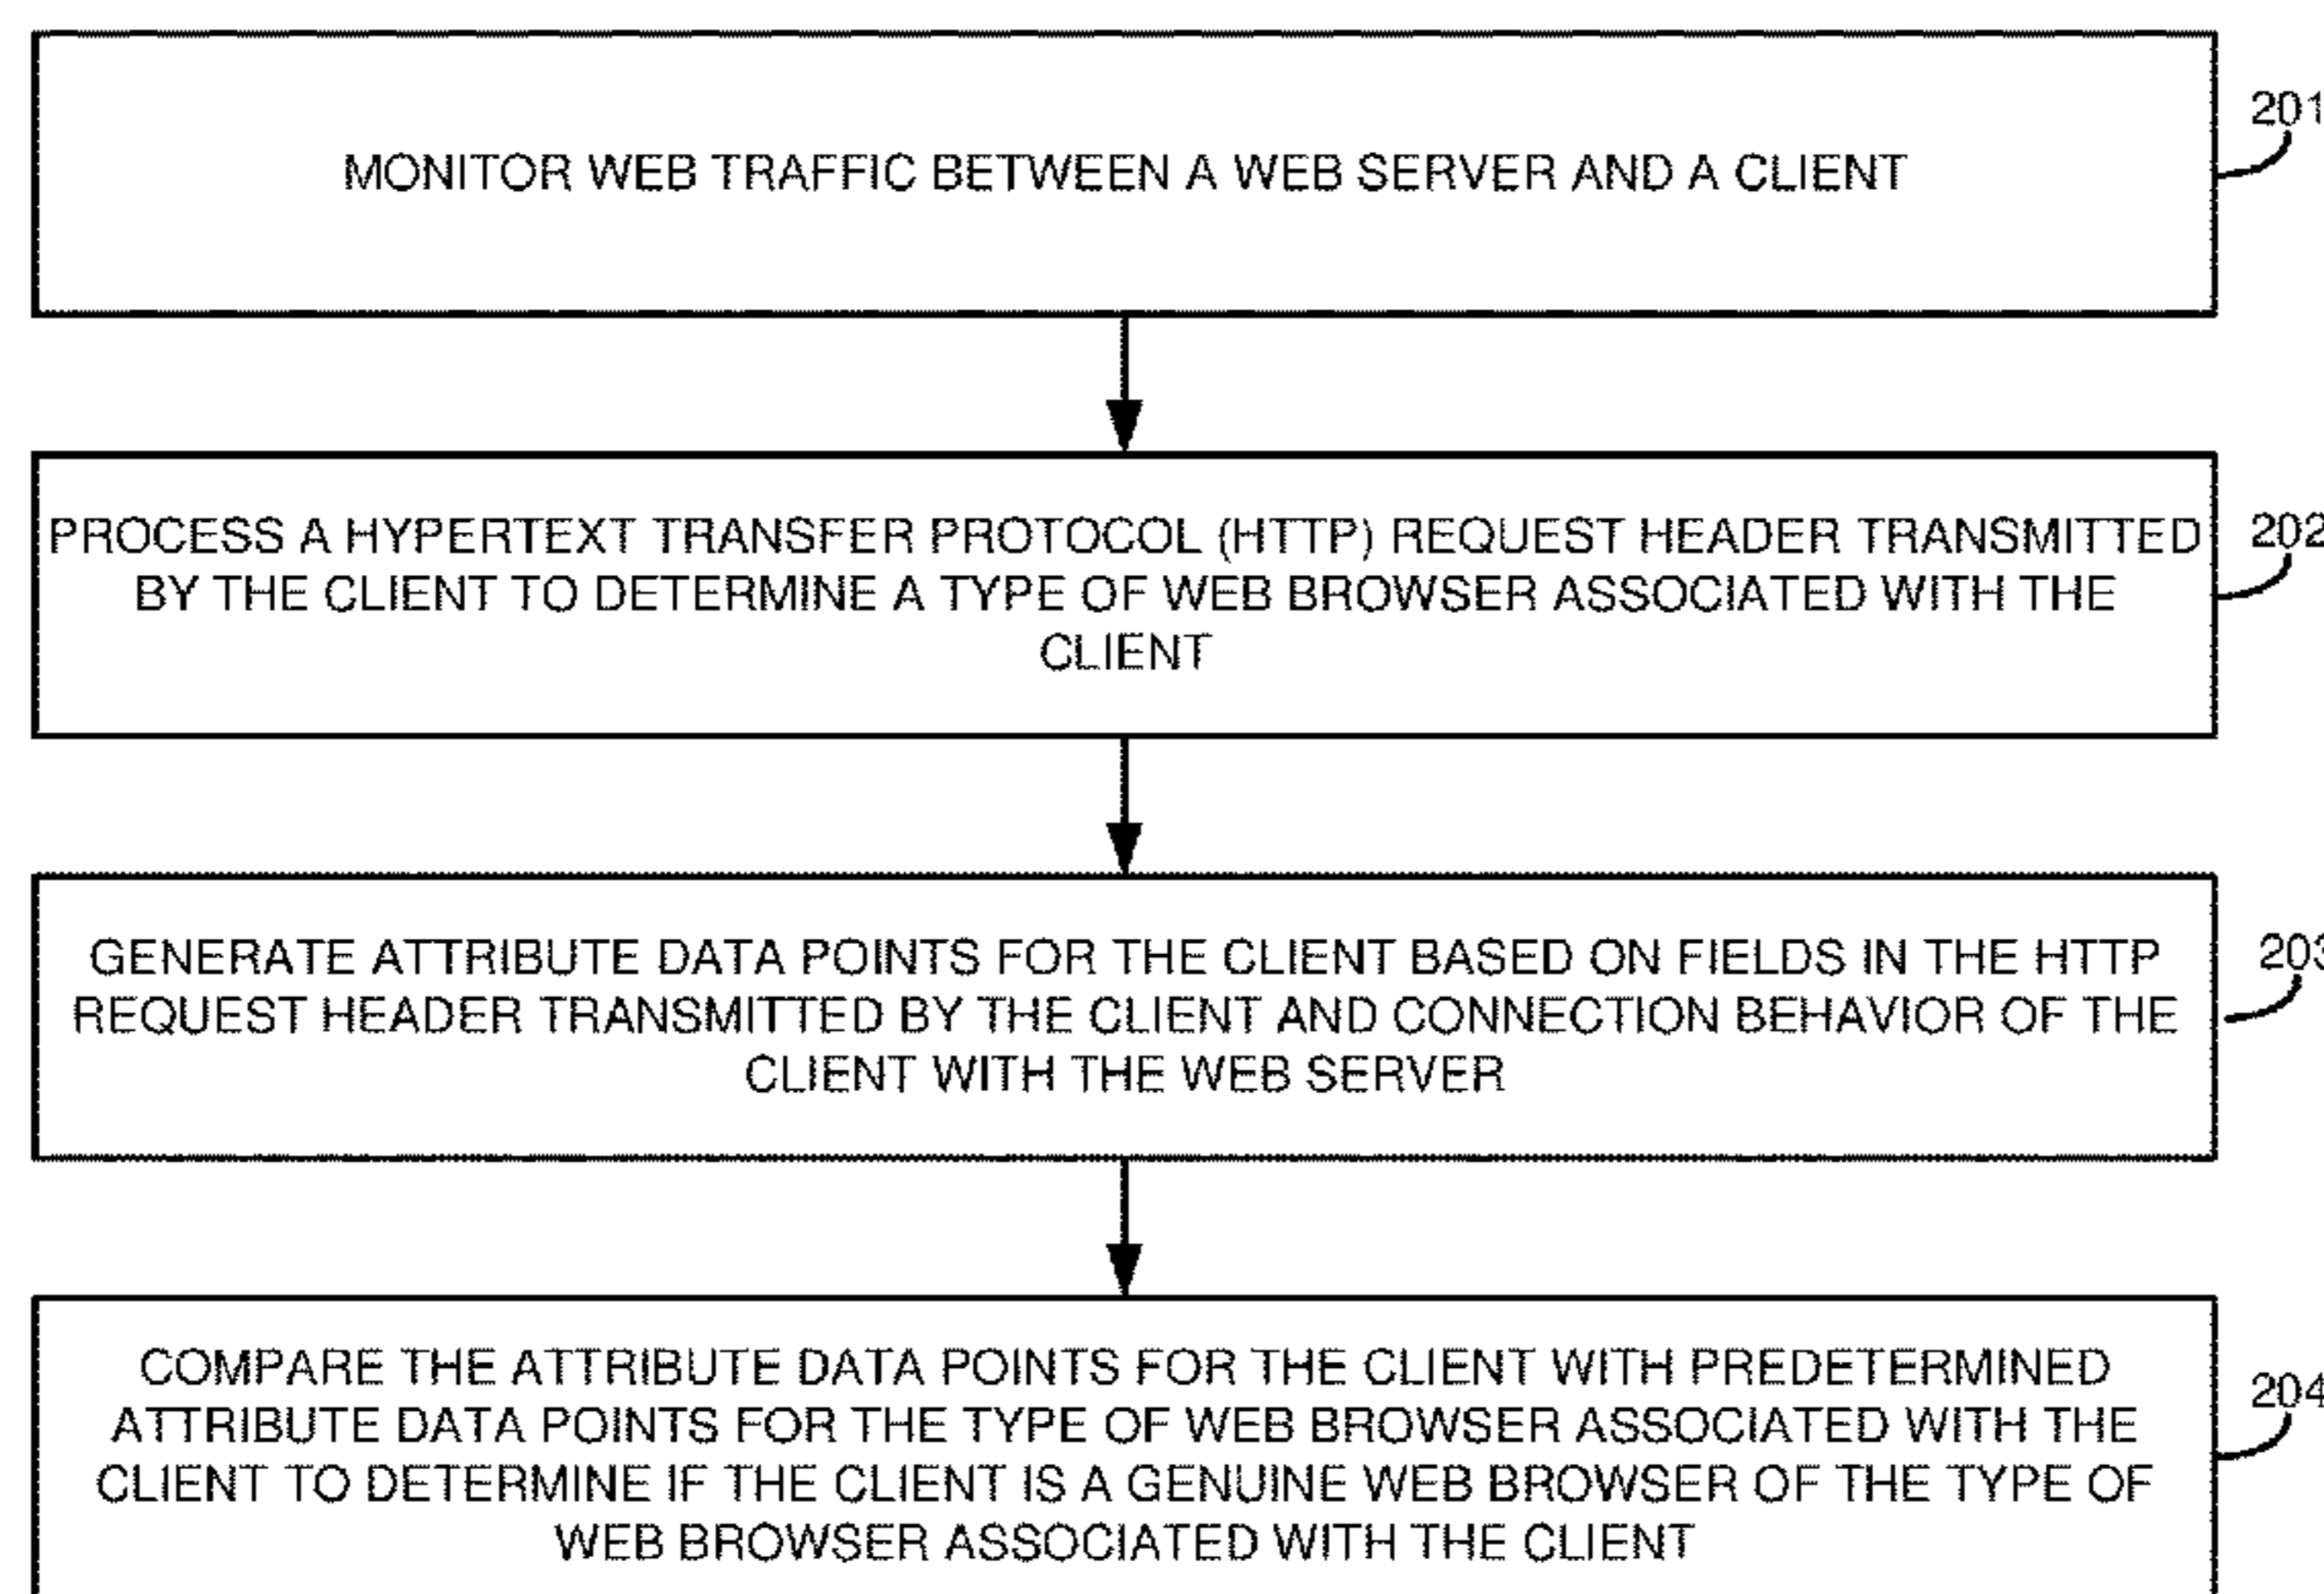 MONITOR WEB TRAFFIC BETWEEN A WEB SERVER AND A CLIENT
201
PROCESS A HYPERTEXT TRANSFER PROTOCOL (HTTP) REQUEST HEADER TRANSMITTED
BY THE CLIENT TO DETERMINE A TYPE OF WEB BROWSER ASSOCIATED WITH THE
CLIENT
202
GENERATE ATTRIBUTE DATA POINTS FOR THE CLIENT BASED ON FIELDS IN THE HTTP
REQUEST HEADER TRANSMITTED BY THE CLIENT AND CONNECTION BEHAVIOR OF THE
CLIENT WITH THE WEB SERVER
203
COMPARE THE ATTRIBUTE DATA POINTS FOR THE CLIENT WITH PREDETERMINED
ATTRIBUTE DATA POINTS FOR THE TYPE OF WEB BROWSER ASSOCIATED WITH THE
CLIENT TO DETERMINE IF THE CLIENT IS A GENUINE WEB BROWSER OF THE TYPE OF
WEB BROWSER ASSOCIATED WITH THE CLIENT
204